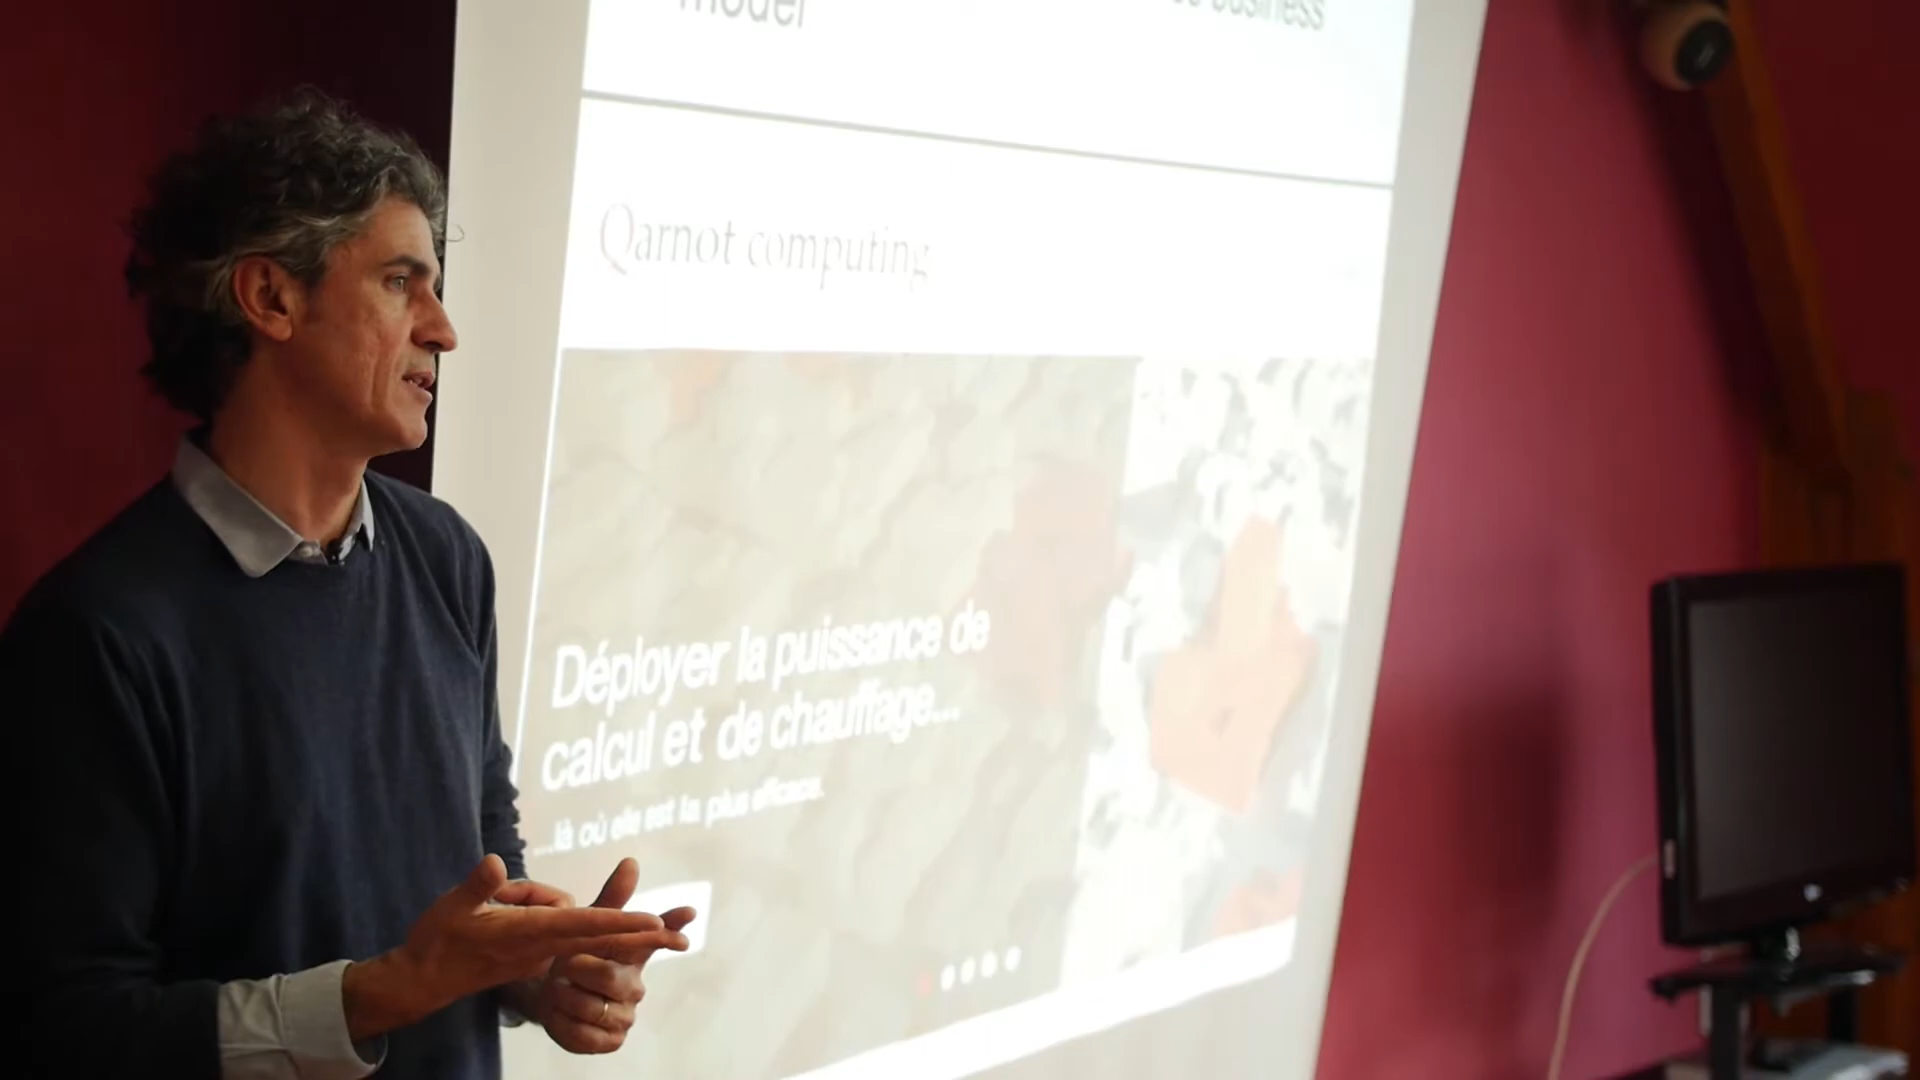 model
business
Qarnot computing
Déployer la puissance de
calcul et de chauffage...
...là où elle est la plus efficace.